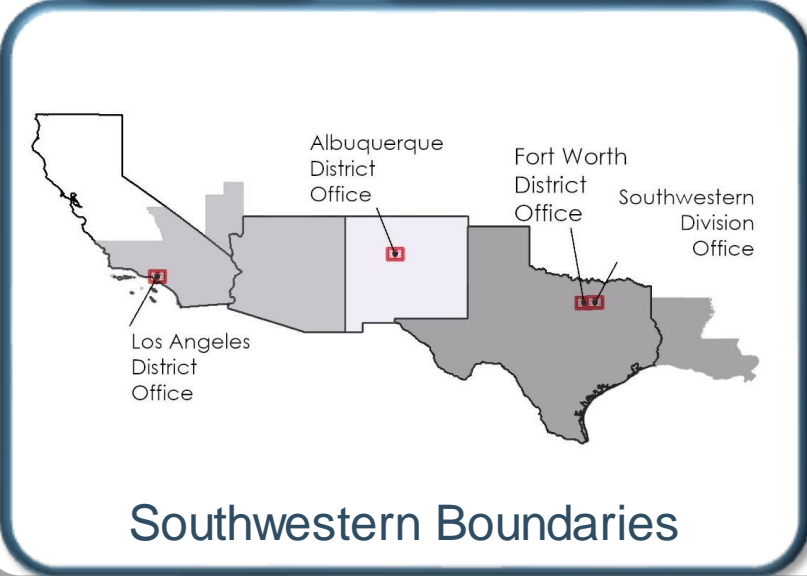 Albuquerque
District
Office
Fort Worth
District
Office
Southwestern
Division
Office
Los Angeles
District
Office
Southwestern Boundaries